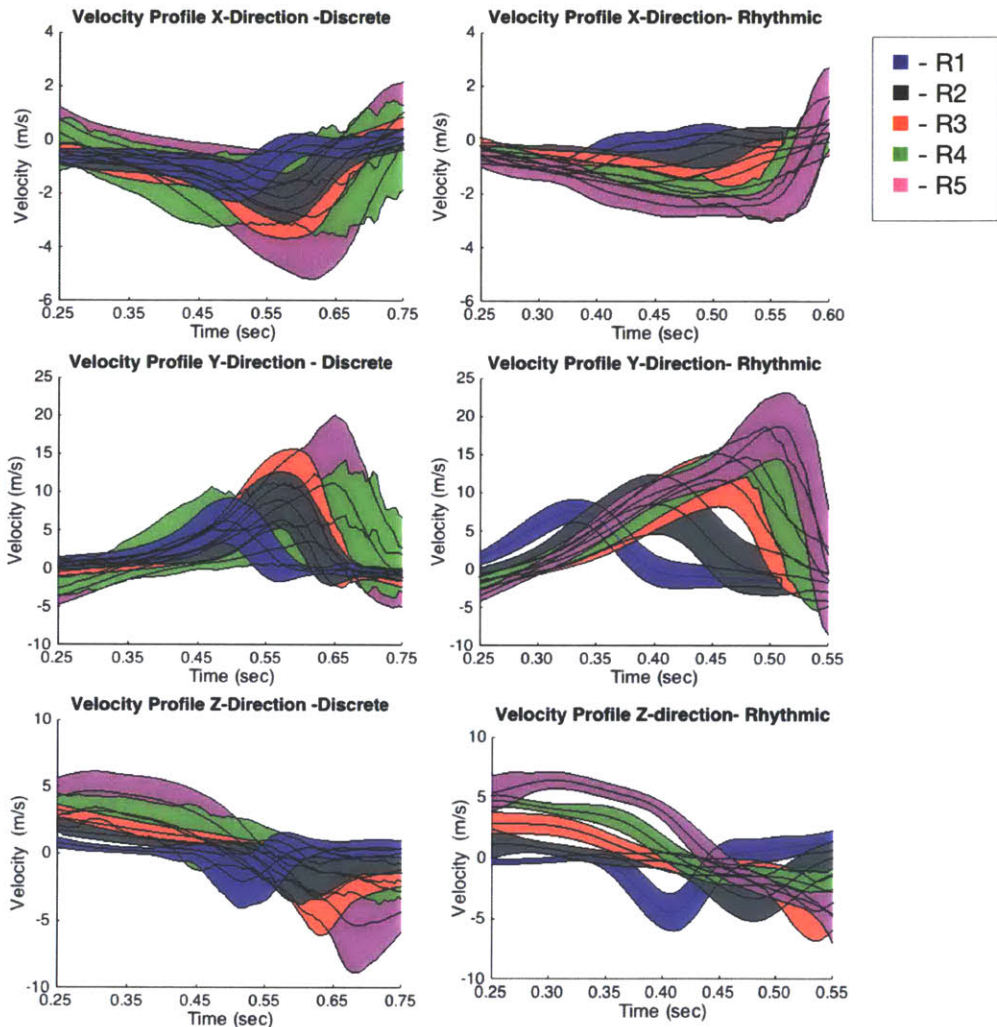 Velocity Profile X-Direction -Discrete
Velocity (m/s)
4
2
0
-2
-4
-6
0.25 0.35 0.45 0.55 0.65 0.75
Time (sec)
Velocity Profile X-Direction- Rhythmic
Velocity (m/s)
4
2
0
-2
-4
-6
0.25 0.40 0.45 0.50 0.55 0.60
Time (sec)
- R1
- R2
- R3
- R4
- R5
Velocity Profile Y-Direction - Discrete
Velocity (m/s)
25
20
15
10
5
0
-5
-10
0.25 0.35 0.45 0.55 0.65 0.75
Time (sec)
Velocity Profile Y-Direction- Rhythmic
Velocity (m/s)
25
20
15
10
5
0
-5
-10
0.25 0.30 0.35 0.40 0.45 0.50 0.55
Time (sec)
Velocity Profile Z-Direction -Discrete
Velocity (m/s)
10
5
0
-5
-10
0.25 0.35 0.45 0.55 0.65 0.75
Time (sec)
Velocity Profile Z-direction- Rhythmic
Velocity (m/s)
10
5
0
-5
-10
0.25 0.30 0.35 0.40 0.45 0.50 0.55
Time (sec)